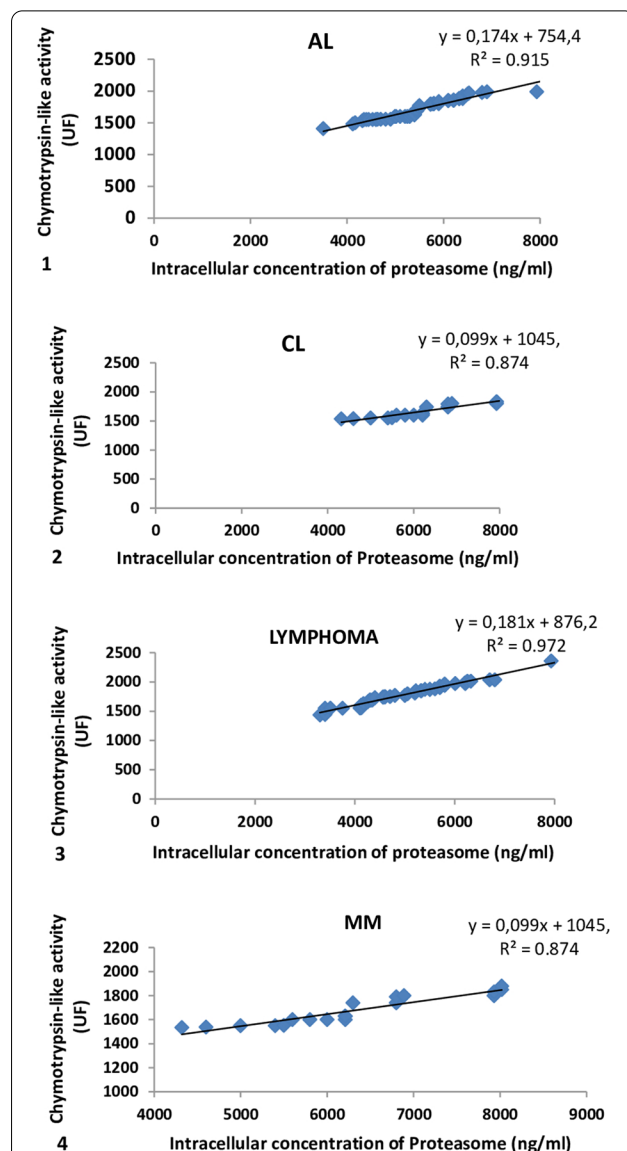 AL
y = 0,174x + 754,4
R² = 0.915
Chymotrypsin-like activity
(UF)
2500
2000
1500
1000
500
0
0 2000 4000 6000 8000
1
Intracellular concentration of proteasome (ng/ml)
CL
y = 0,099x + 1045,
R² = 0.874
Chymotrypsin-like activity
(UF)
2500
2000
1500
1000
500
0
0 2000 4000 6000 8000
2
Intracellular concentration of Proteasome (ng/ml)
LYMPHOMA
y = 0,181x + 876,2
R² = 0.972
Chymotrypsin-like activity
(UF)
2500
2000
1500
1000
500
0
0 2000 4000 6000 8000
3
Intracellular concentration of proteasome (ng/ml)
MM
y = 0,099x + 1045,
R² = 0.874
Chymotrypsin-like activity
(UF)
2200
2000
1800
1600
1400
1200
1000
4000 5000 6000 7000 8000 9000
4
Intracellular concentration of Proteasome (ng/ml)